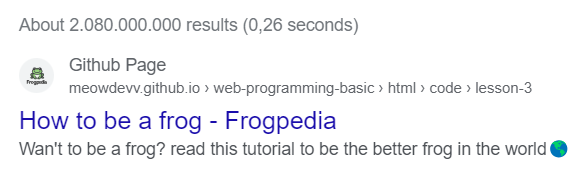 About 2.080.000.000 results (0,26 seconds)
Frogpedia
Github Page
meowdevv.github.io › web-programming-basic › html › code › lesson-3
How to be a frog - Frogpedia
Wan't to be a frog? read this tutorial to be the better frog in the world 🌎